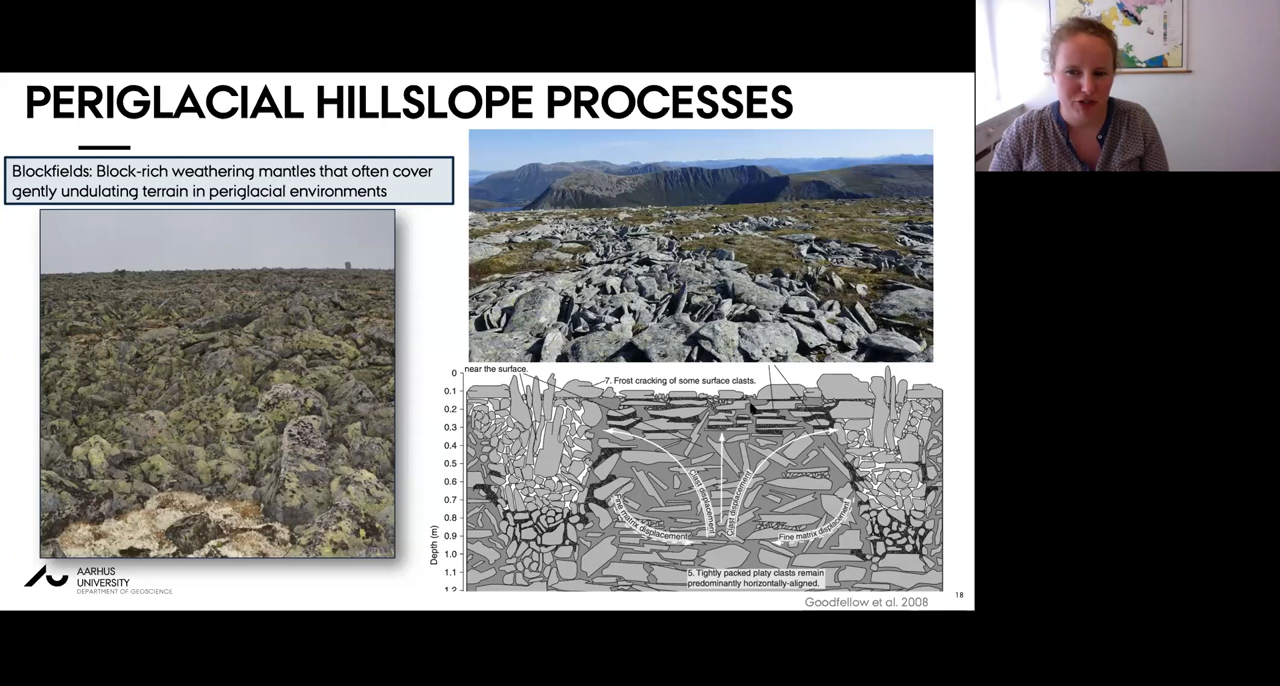 PERIGLACIAL HILLSLOPE PROCESSES
Blockfields: Block-rich weathering mantles that often cover
gently undulating terrain in periglacial environments
near the surface.
7. Frost cracking of some surface clasts.
0
0.1
0.2
0.3
0.4
0.5
0.6
0.7
0.8
0.9
1.0
1.1
1.2
Depth (m)
Clast displacement
Clast displacement
Fine matrix displacement
Fine matrix displacement
5. Tightly packed platy clasts remain
predominantly horizontally-aligned.
Goodfellow et al. 2008
18
AARHUS
UNIVERSITY
DEPARTMENT OF GEOSCIENCE